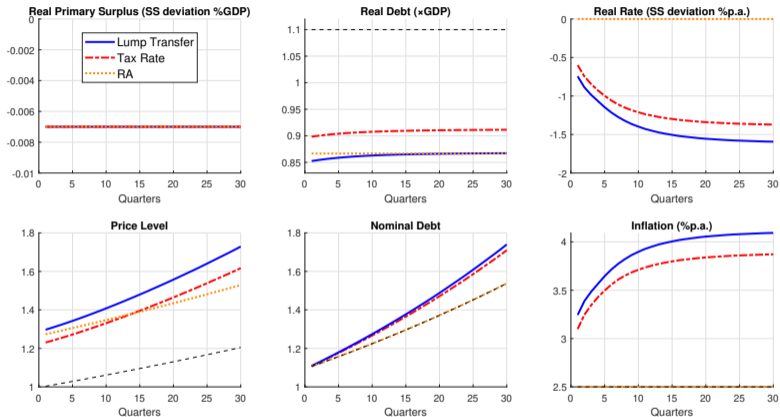 Real Primary Surplus (SS deviation %GDP)
0
-0.002
-0.004
-0.006
-0.008
-0.01
Lump Transfer
Tax Rate
RA
0 5 10 15 20 25 30
Quarters
Real Debt (×GDP)
1.1
1.05
1
0.95
0.9
0.85
0 5 10 15 20 25 30
Quarters
Real Rate (SS deviation %p.a.)
0
-0.5
-1
-1.5
-2
0 5 10 15 20 25 30
Quarters
Price Level
1.8
1.6
1.4
1.2
1
0 5 10 15 20 25 30
Quarters
Nominal Debt
1.8
1.6
1.4
1.2
1
0 5 10 15 20 25 30
Quarters
Inflation (%p.a.)
4
3.5
3
2.5
0 5 10 15 20 25 30
Quarters